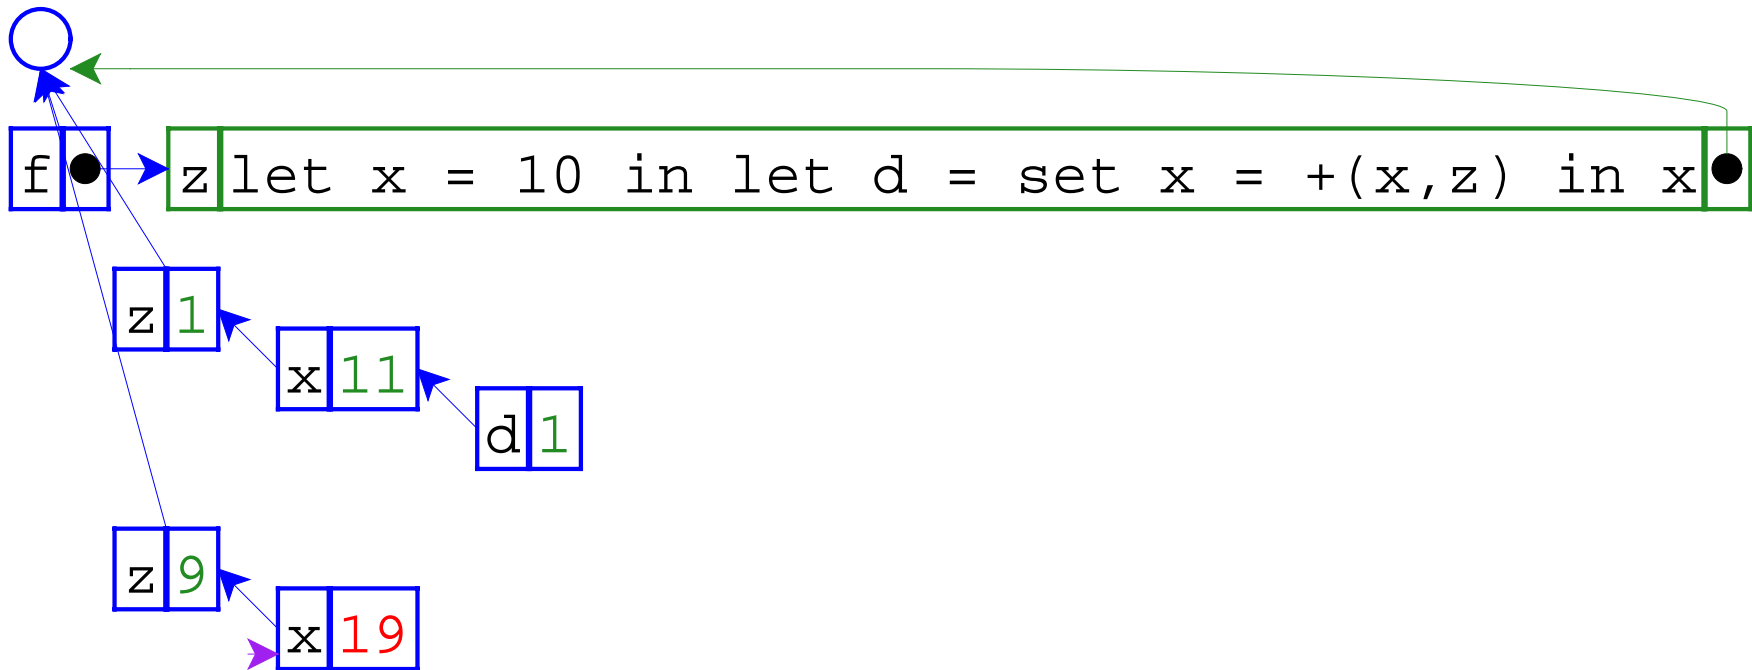 f z let x = 10 in let d = set x = +(x,z) in x
z 1
x 11
d 1
z 9
x 19